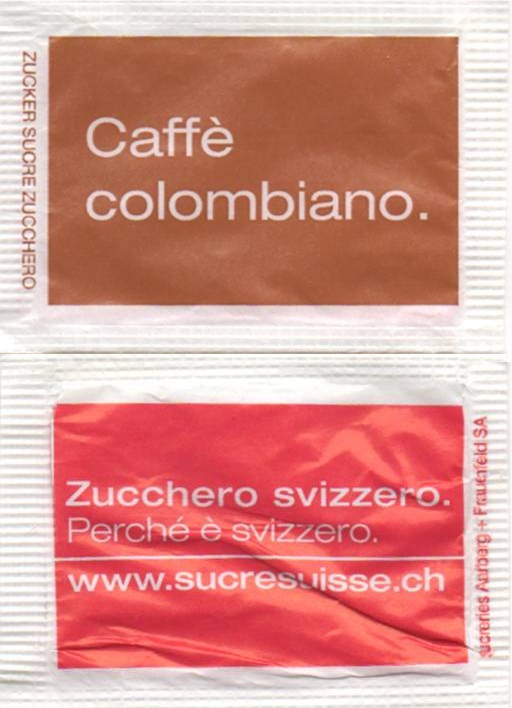 ZUCKER SUCRE ZUCCHERO
Caffè
colombiano.
Zucchero svizzero.
Perché è svizzero.
www.sucresuisse.ch
Sucreries Aarberg + Frauenfeld SA